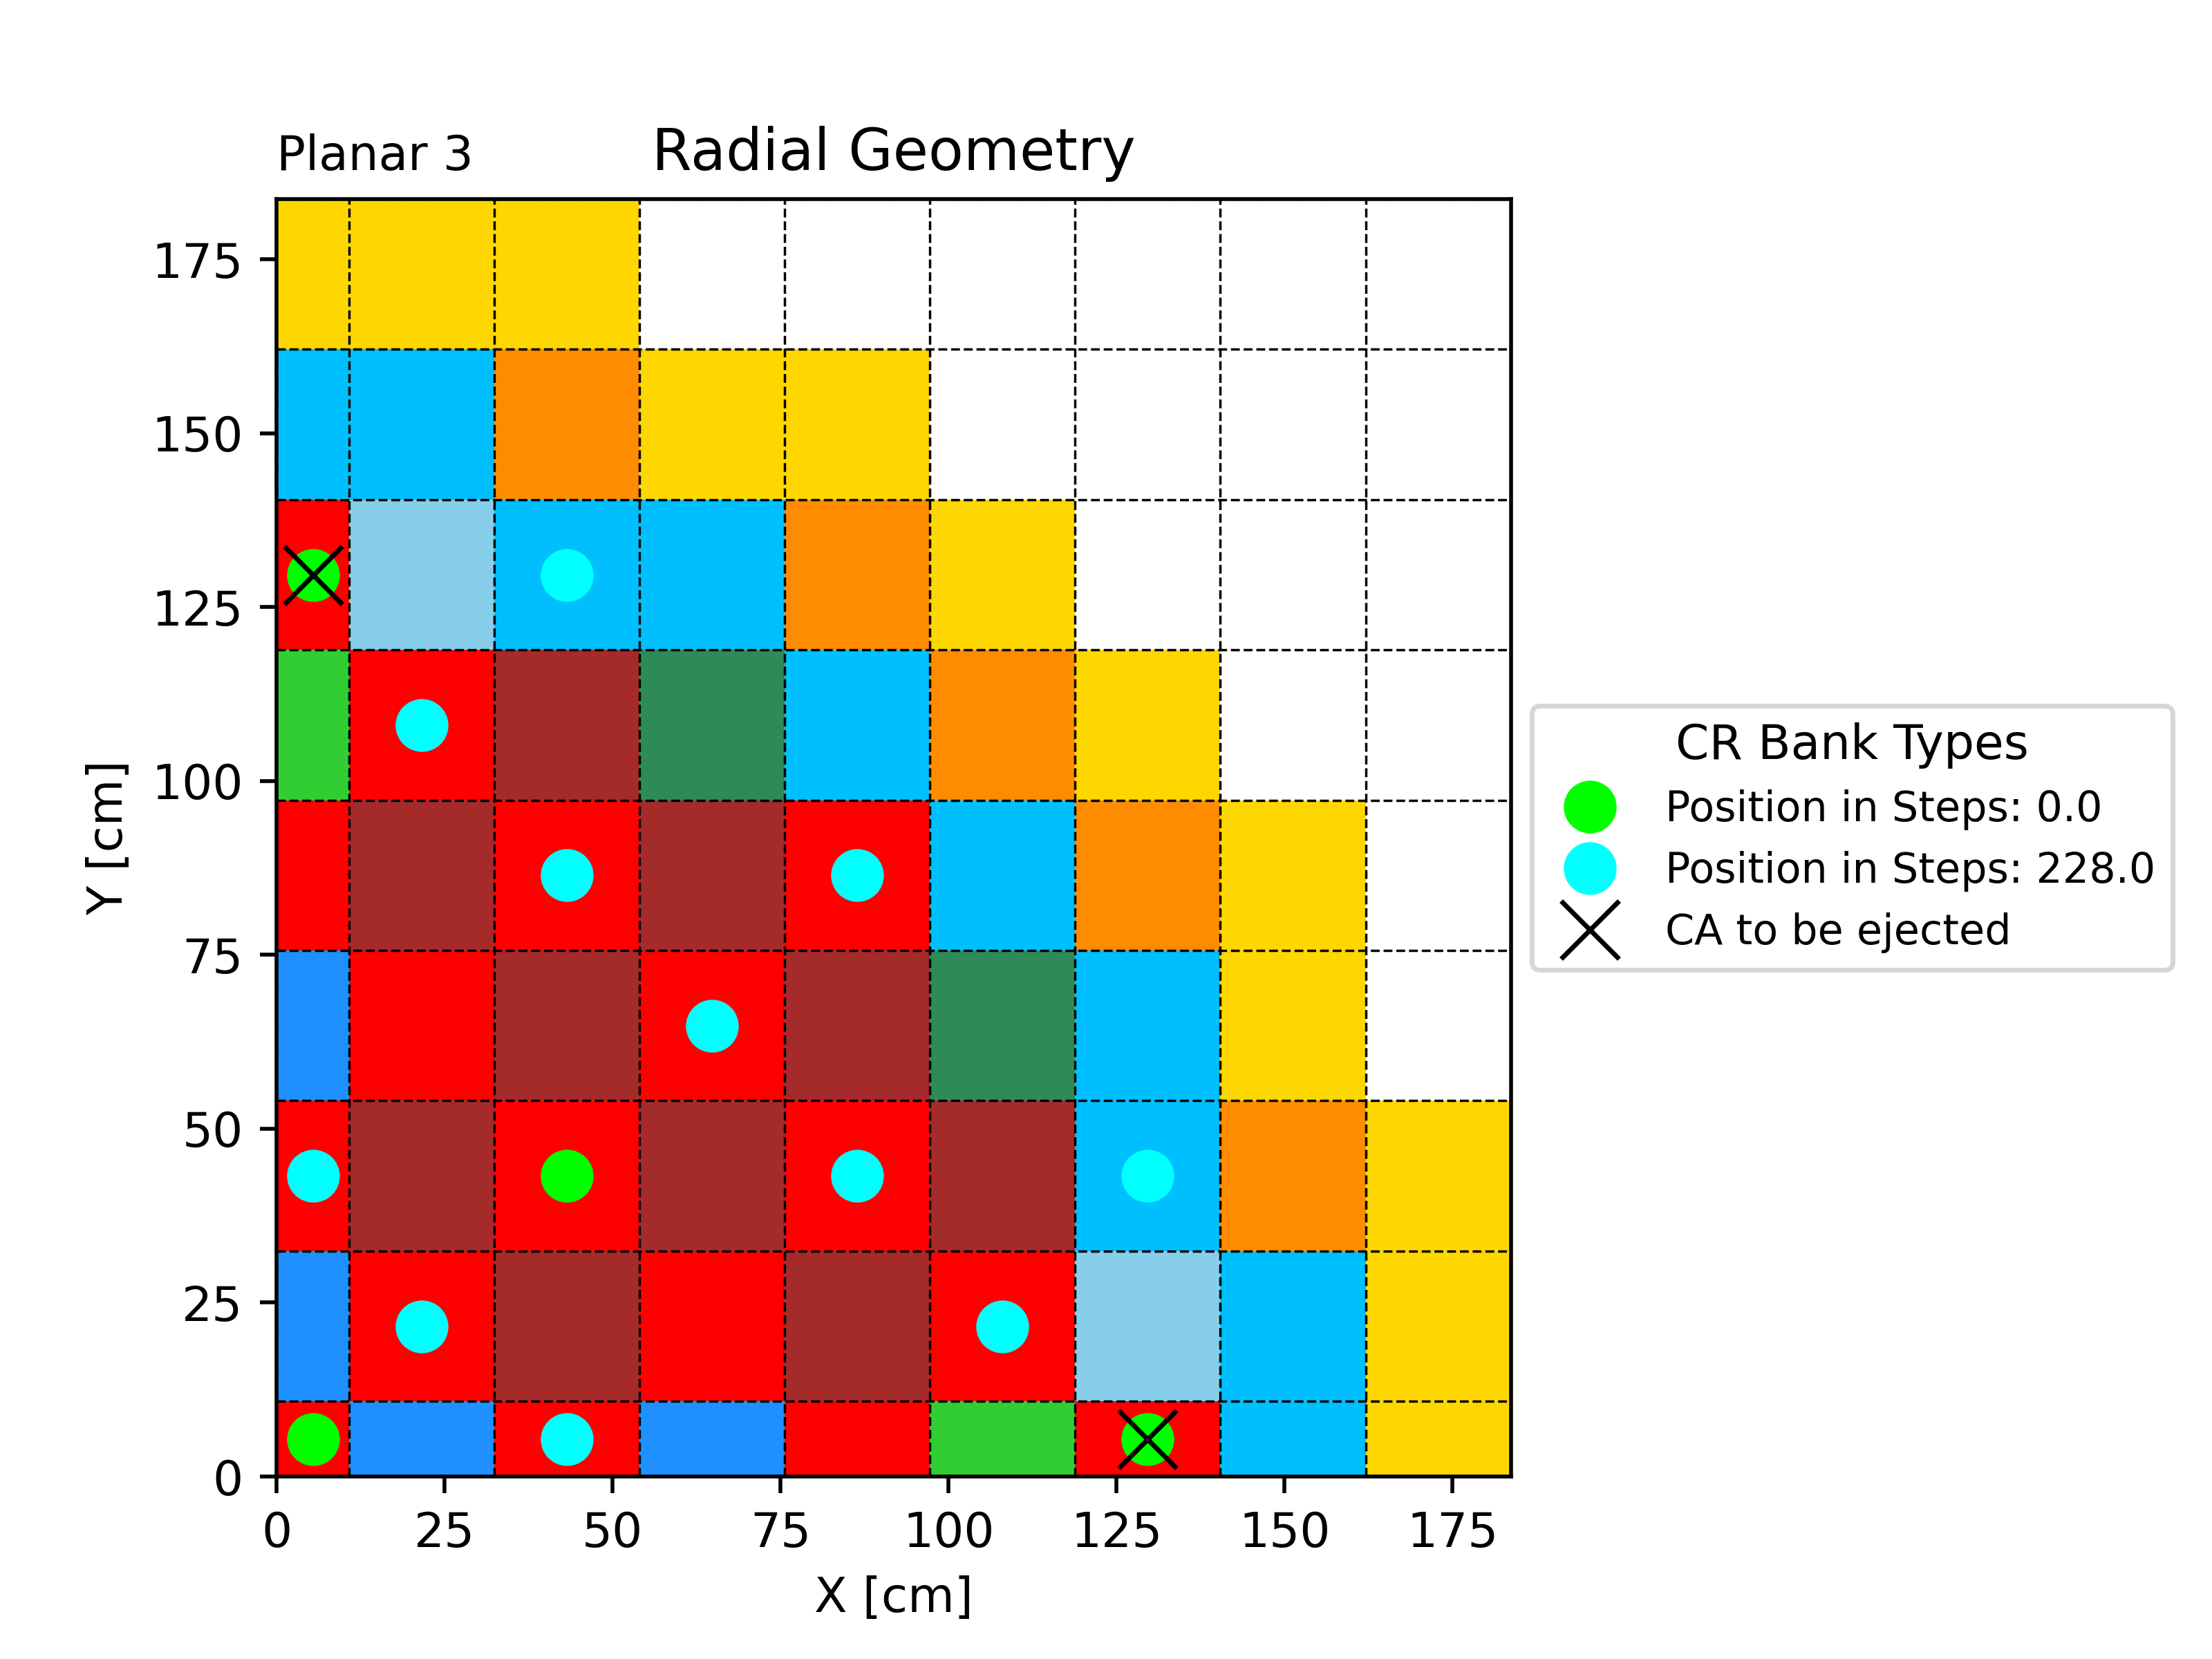 Planar 3
Radial Geometry
175
150
125
100
75
50
25
0
Y [cm]
0 25 50 75 100 125 150 175
X [cm]
CR Bank Types
Position in Steps: 0.0
Position in Steps: 228.0
CA to be ejected